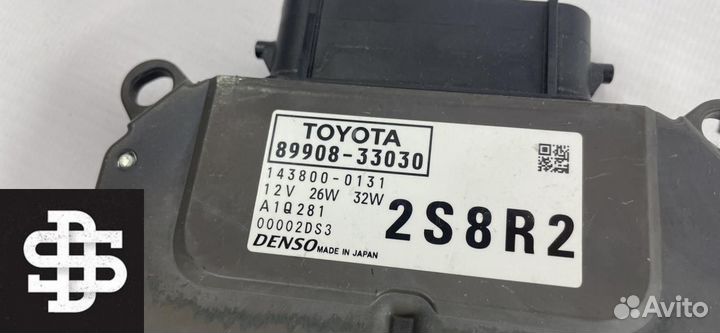 TOYOTA
89908-33030
143800-0131
12V 26W 32W
A1Q281
00002DS3
2S8R2
DENSO MADE IN JAPAN
Avito